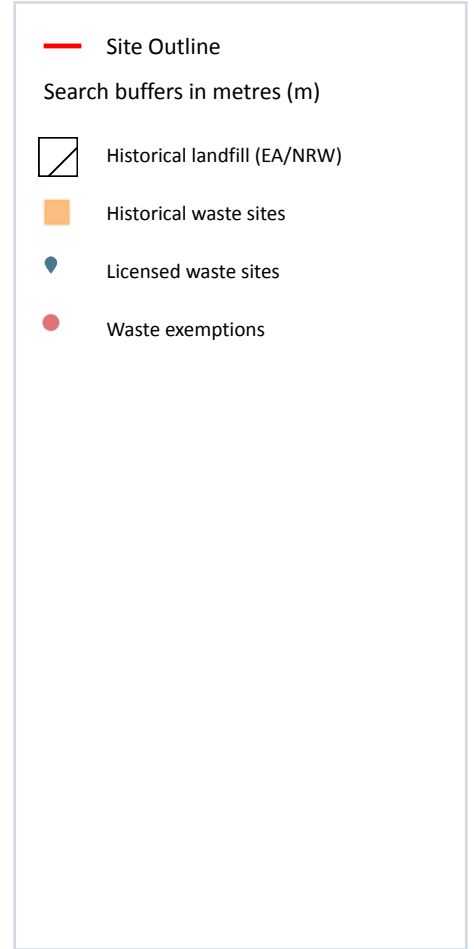 Site Outline
Search buffers in metres (m)
Historical landfill (EA/NRW)
Historical waste sites
Licensed waste sites
Waste exemptions